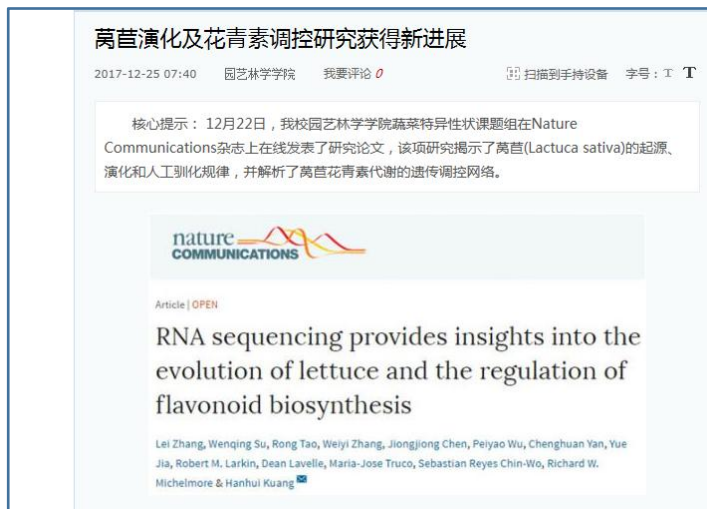 莴苣演化及花青素调控研究获得新进展
2017-12-25 07:40 园艺林学学院 我要评论 0 扫描到手持设备 字号：T T
核心提示： 12月22日，我校园艺林学学院蔬菜特异性状课题组在Nature
Communications杂志上在线发表了研究论文，该项研究揭示了莴苣(Lactuca sativa)的起源、
演化和人工驯化规律，并解析了莴苣花青素代谢的遗传调控网络。
nature
COMMUNICATIONS
Article | OPEN
RNA sequencing provides insights into the
evolution of lettuce and the regulation of
flavonoid biosynthesis
Lei Zhang, Wenqing Su, Rong Tao, Weiyi Zhang, Jiongjiong Chen, Peiyao Wu, Chenghuan Yan, Yue
Jia, Robert M. Larkin, Dean Lavelle, Maria-Jose Truco, Sebastian Reyes Chin-Wo, Richard W.
Michelmore & Hanhui Kuang